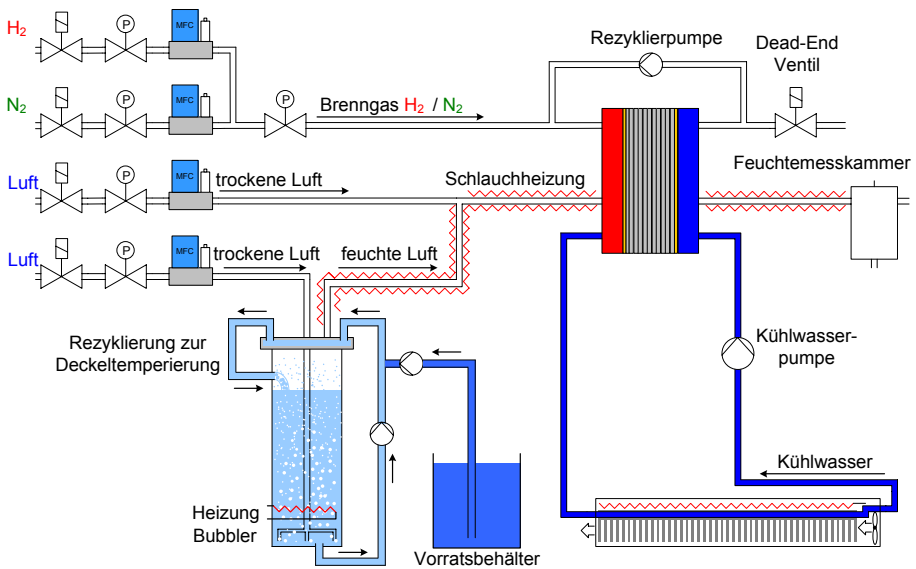 H2
P
MFC
N2
P
MFC
P
Brenngas H2 / N2
Rezyklierpumpe
Dead-End
Ventil
Luft
P
MFC
trockene Luft
Schlauchheizung
Feuchtemesskammer
Luft
P
MFC
trockene Luft
feuchte Luft
Rezyklierung zur
Deckeltemperierung
Kühlwasser-
pumpe
Kühlwasser
Heizung
Bubbler
Vorratsbehälter